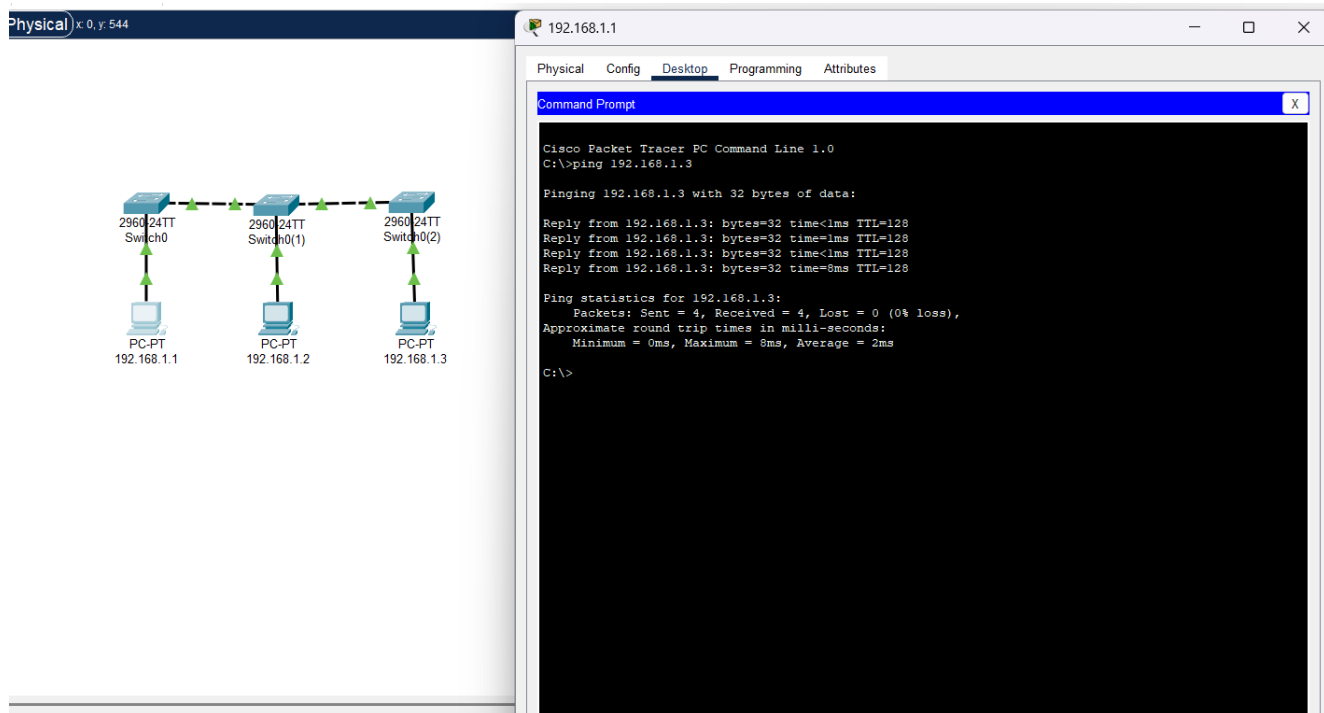 Physical x: 0, y: 544
2960-24TT
Switch0
2960-24TT
Switch0(1)
2960-24TT
Switch0(2)
PC-PT
192.168.1.1
PC-PT
192.168.1.2
PC-PT
192.168.1.3
192.168.1.1
Physical Config Desktop Programming Attributes
Command Prompt X
Cisco Packet Tracer PC Command Line 1.0
C:\>ping 192.168.1.3
Pinging 192.168.1.3 with 32 bytes of data:
Reply from 192.168.1.3: bytes=32 time<1ms TTL=128
Reply from 192.168.1.3: bytes=32 time=1ms TTL=128
Reply from 192.168.1.3: bytes=32 time<1ms TTL=128
Reply from 192.168.1.3: bytes=32 time=8ms TTL=128
Ping statistics for 192.168.1.3:
Packets: Sent = 4, Received = 4, Lost = 0 (0% loss),
Approximate round trip times in milli-seconds:
Minimum = 0ms, Maximum = 8ms, Average = 2ms
C:\>